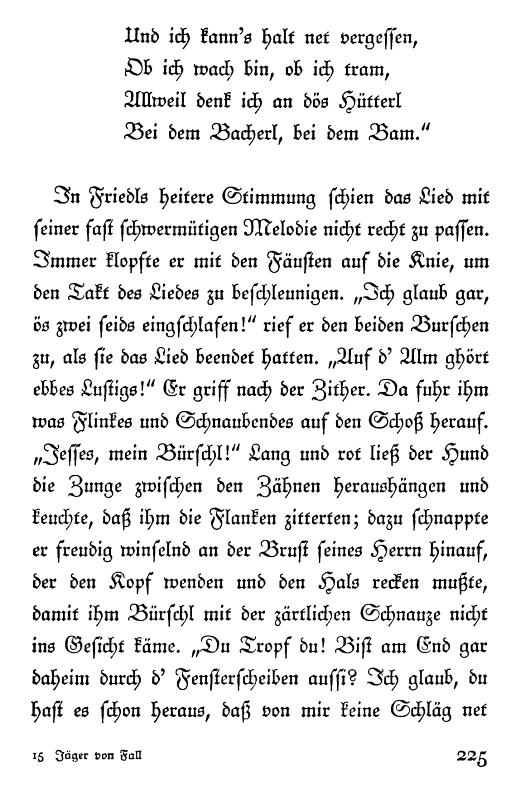 Und ich kann's halt net vergessen,
Ob ich wach bin, ob ich tram,
Allweil denk ich an dös Hütterl
Bei dem Bacherl, bei dem Bam.“
In Friedls heitere Stimmung schien das Lied mit
seiner fast schwermütigen Melodie nicht recht zu passen.
Immer klopfte er mit den Fäusten auf die Knie, um
den Takt des Liedes zu beschleunigen. „Ich glaub gar,
ös zwei seids eingschlafen!“ rief er den beiden Burschen
zu, als sie das Lied beendet hatten. „Auf d' Alm ghört
ebbes Lustigs!“ Er griff nach der Zither. Da fuhr ihm
was Flinkes und Schnaubendes auf den Schoß herauf.
„Jesses, mein Bürschl!“ Lang und rot ließ der Hund
die Zunge zwischen den Zähnen heraushängen und
keuchte, daß ihm die Flanken zitterten; dazu schnappte
er freudig winselnd an der Brust seines Herrn hinauf,
der den Kopf wenden und den Hals recken mußte,
damit ihm Bürschl mit der zärtlichen Schnauze nicht
ins Gesicht käme. „Du Tropf du! Bist am End gar
daheim durch d' Fensterscheiben aussi? Ich glaub, du
hast es schon heraus, daß von mir keine Schläg net
15 Jäger von Fall 225